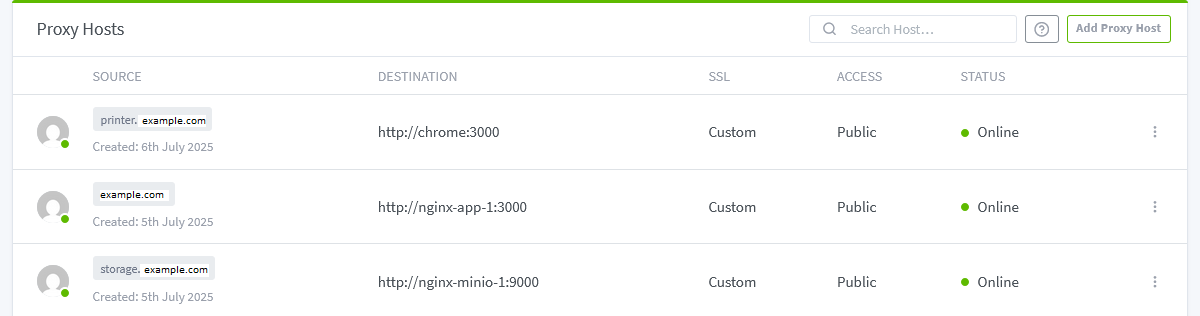 Proxy Hosts
Search Host...
Add Proxy Host
SOURCE DESTINATION SSL ACCESS STATUS
printer. example.com
http://chrome:3000 Custom Public Online
Created: 6th July 2025
example.com
http://nginx-app-1:3000 Custom Public Online
Created: 5th July 2025
storage. example.com
http://nginx-minio-1:9000 Custom Public Online
Created: 5th July 2025